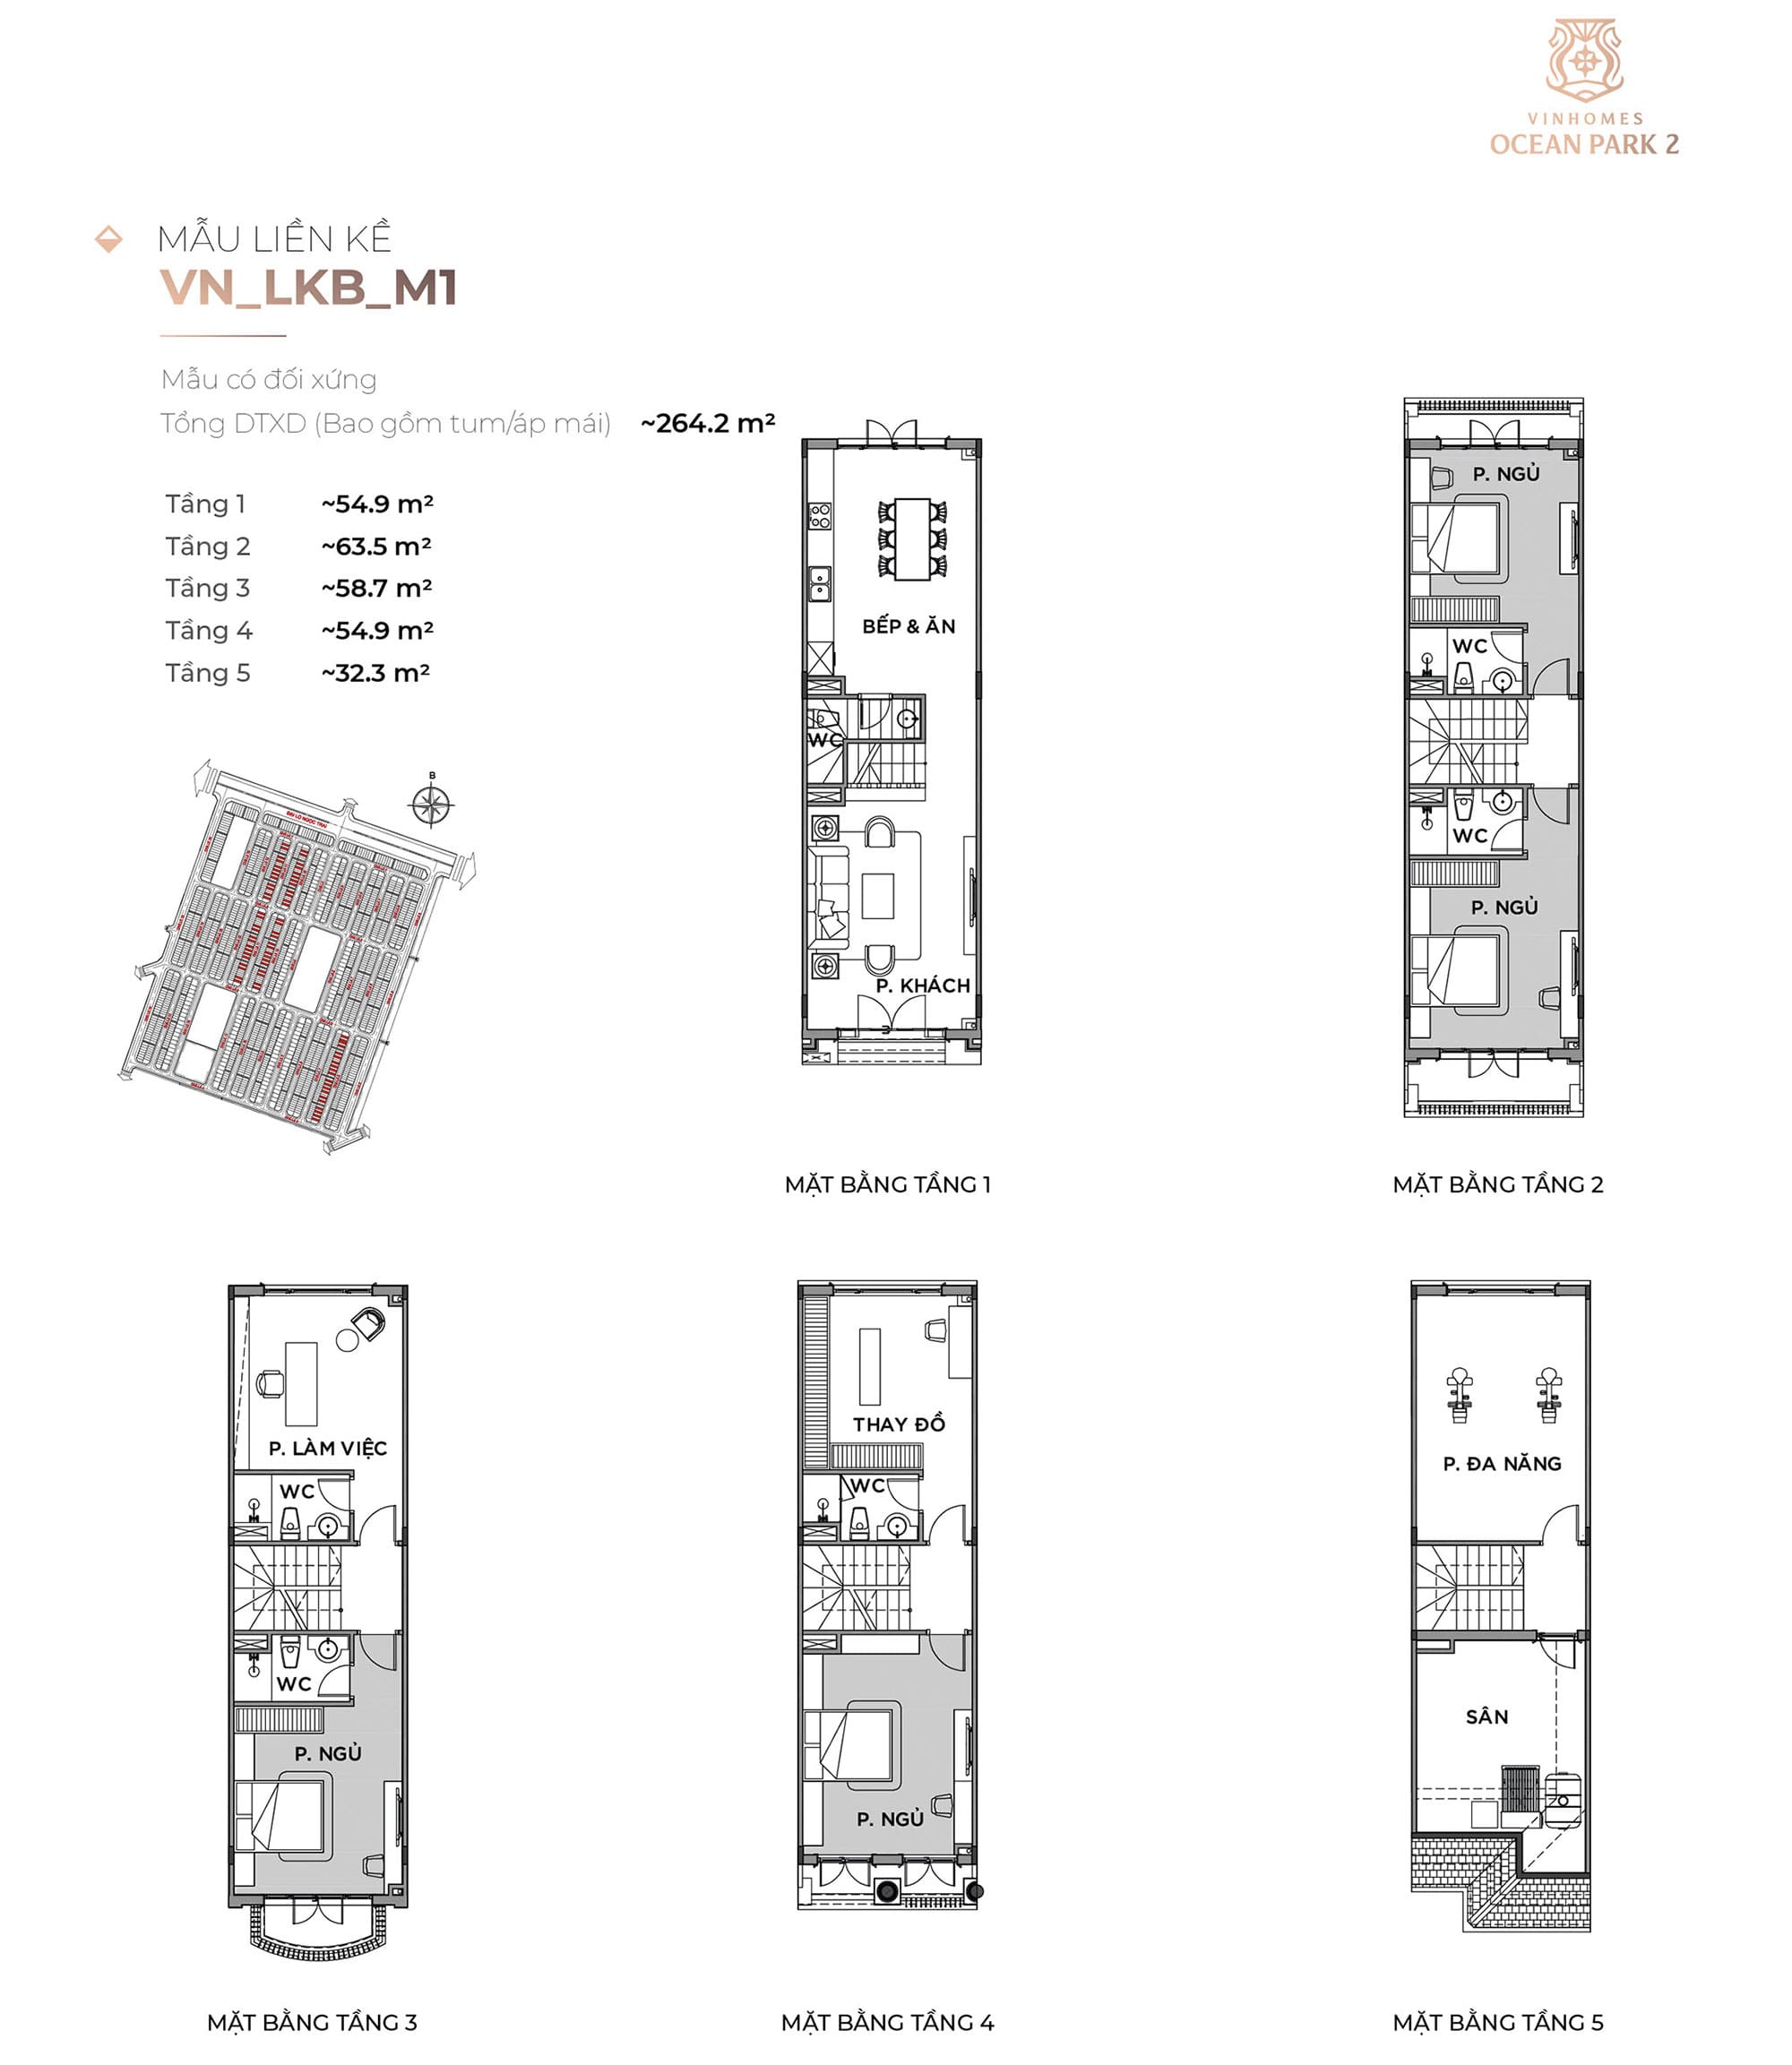 VINHOMES
OCEAN PARK 2
MẪU LIỀN KỀ
VN_LKB_M1
Mẫu có đối xứng
Tổng DTXD (Bao gồm tum/áp mái) ~264.2 m²
Tầng 1 ~54.9 m²
Tầng 2 ~63.5 m²
Tầng 3 ~58.7 m²
Tầng 4 ~54.9 m²
Tầng 5 ~32.3 m²
B
ĐẠI LỘ NGỌC TRAI
BẾP & ĂN
WC
P. KHÁCH
MẶT BẰNG TẦNG 1
P. NGỦ
WC
WC
P. NGỦ
MẶT BẰNG TẦNG 2
P. LÀM VIỆC
WC
WC
P. NGỦ
MẶT BẰNG TẦNG 3
THAY ĐỒ
WC
P. NGỦ
MẶT BẰNG TẦNG 4
P. ĐA NĂNG
SÂN
MẶT BẰNG TẦNG 5